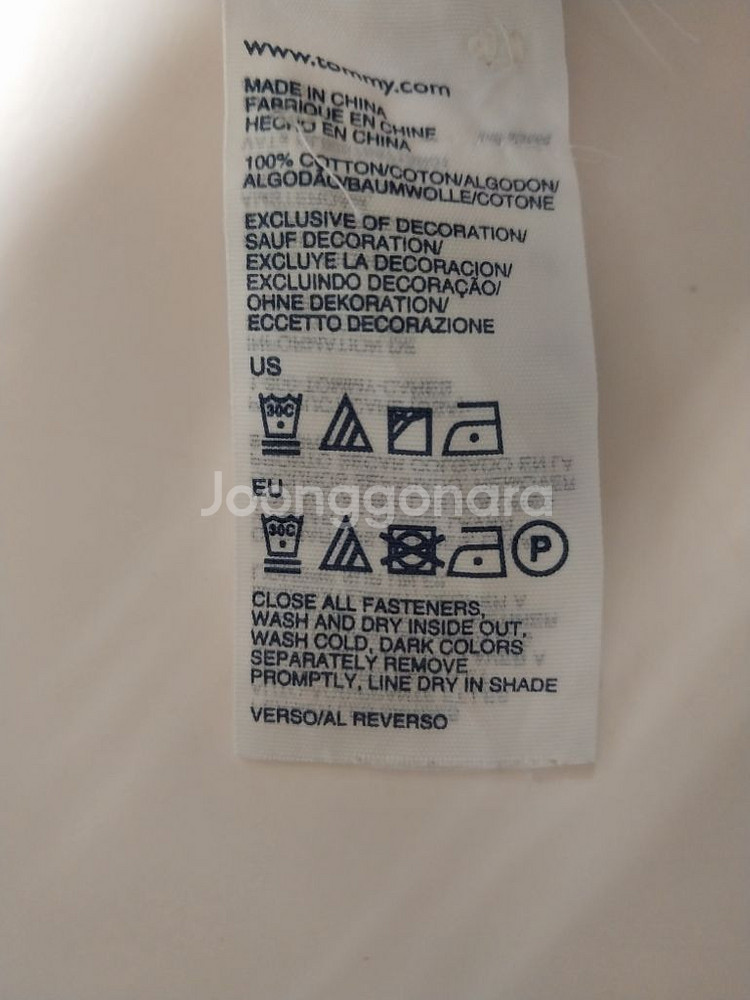 www.tommy.com
MADE IN CHINA
FABRIQUE EN CHINE
HECHO EN CHINA
100% COTTON/COTON/ALGODON/
ALGODÃO/BAUMWOLLE/COTONE
EXCLUSIVE OF DECORATION/
SAUF DECORATION/
EXCLUYE LA DECORACION/
EXCLUINDO DECORAÇÃO/
OHNE DEKORATION/
ECCETTO DECORAZIONE
US
30C
Joonggonara
EU
30C
P
CLOSE ALL FASTENERS,
WASH AND DRY INSIDE OUT,
WASH COLD, DARK COLORS
SEPARATELY REMOVE
PROMPTLY, LINE DRY IN SHADE
VERSO/AL REVERSO